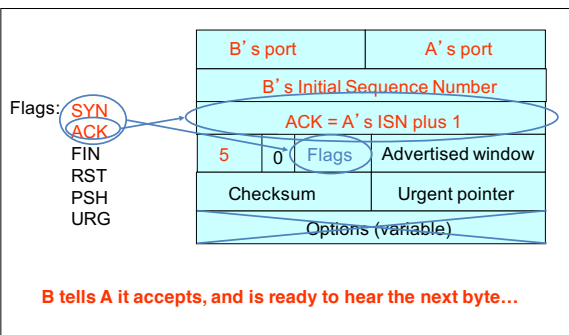 B's port A's port
B's Initial Sequence Number
Flags: SYN
ACK = A's ISN plus 1
ACK
FIN
5 0 Flags Advertised window
RST
PSH
Checksum Urgent pointer
URG
Options (variable)
B tells A it accepts, and is ready to hear the next byte…